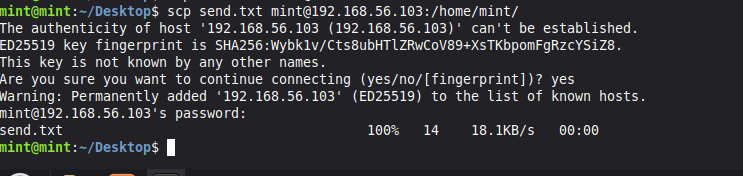 mint@mint:~/Desktop$ scp send.txt mint@192.168.56.103:/home/mint/
The authenticity of host '192.168.56.103 (192.168.56.103)' can't be established.
ED25519 key fingerprint is SHA256:Wybk1v/Cts8ubHTlZRwCoV89+XsTKbpomFgRzcYSiZ8.
This key is not known by any other names.
Are you sure you want to continue connecting (yes/no/[fingerprint])? yes
Warning: Permanently added '192.168.56.103' (ED25519) to the list of known hosts.
mint@192.168.56.103's password:
send.txt 100% 14 18.1KB/s 00:00
mint@mint:~/Desktop$